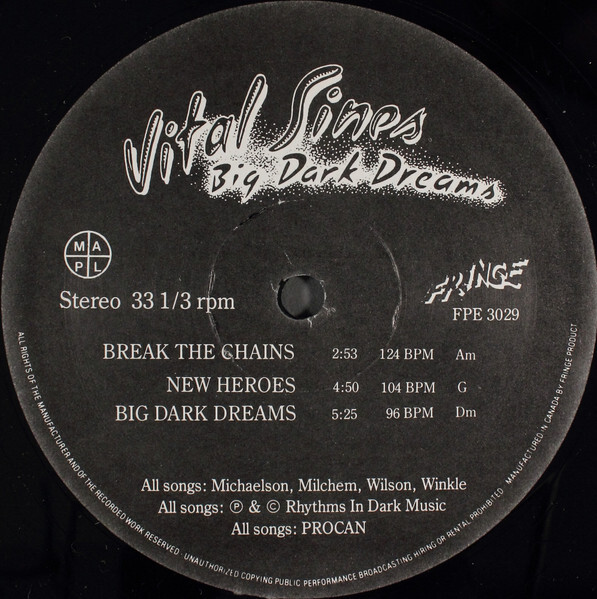 Vital Sines
Big Dark Dreams
M A
P L
Stereo 33 1/3 rpm
FRINGE
FPE 3029
BREAK THE CHAINS 2:53 124 BPM Am
NEW HEROES 4:50 104 BPM G
BIG DARK DREAMS 5:25 96 BPM Dm
All songs: Michaelson, Milchem, Wilson, Winkle
All songs: ℗ & © Rhythms In Dark Music
All songs: PROCAN
ALL RIGHTS OF THE MANUFACTURER AND OF THE RECORDED WORK RESERVED. UNAUTHORIZED COPYING PUBLIC PERFORMANCE BROADCASTING HIRING OR RENTAL PROHIBITED. MANUFACTURED IN CANADA BY FRINGE PRODUCT.